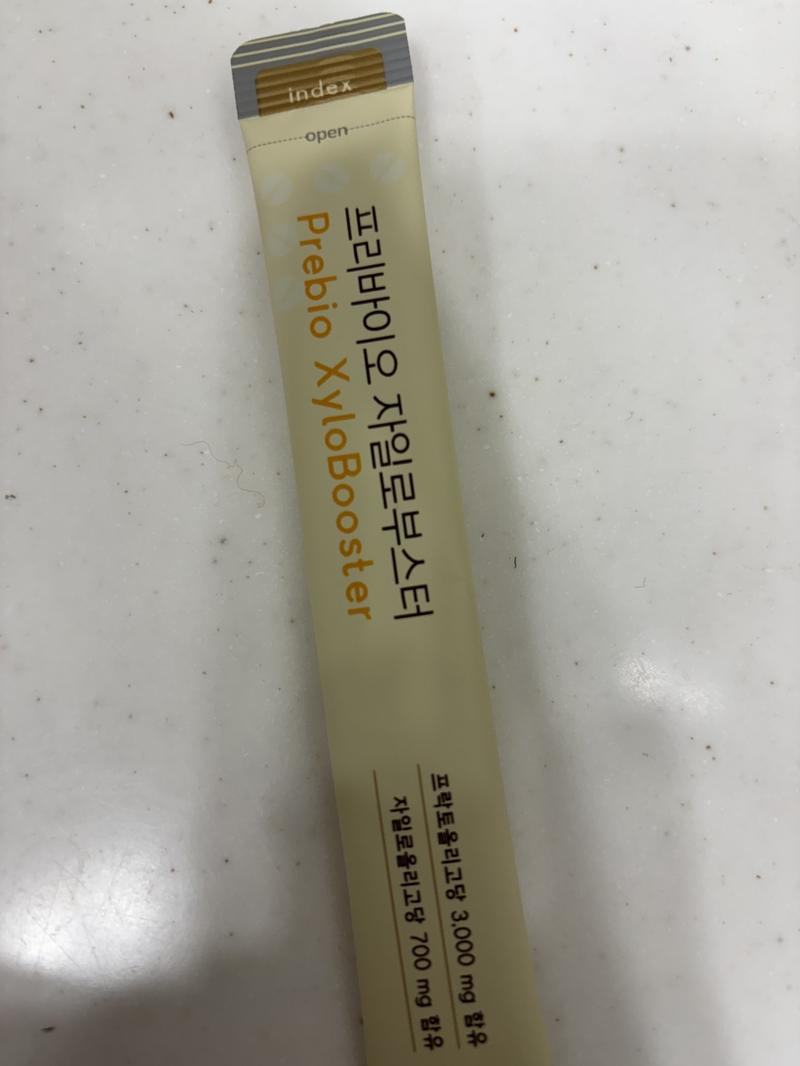 index
open
프리바이오 자일로부스터
Prebio XyloBooster
프락토올리고당 3,000 mg 함유
자일로올리고당 700 mg 함유